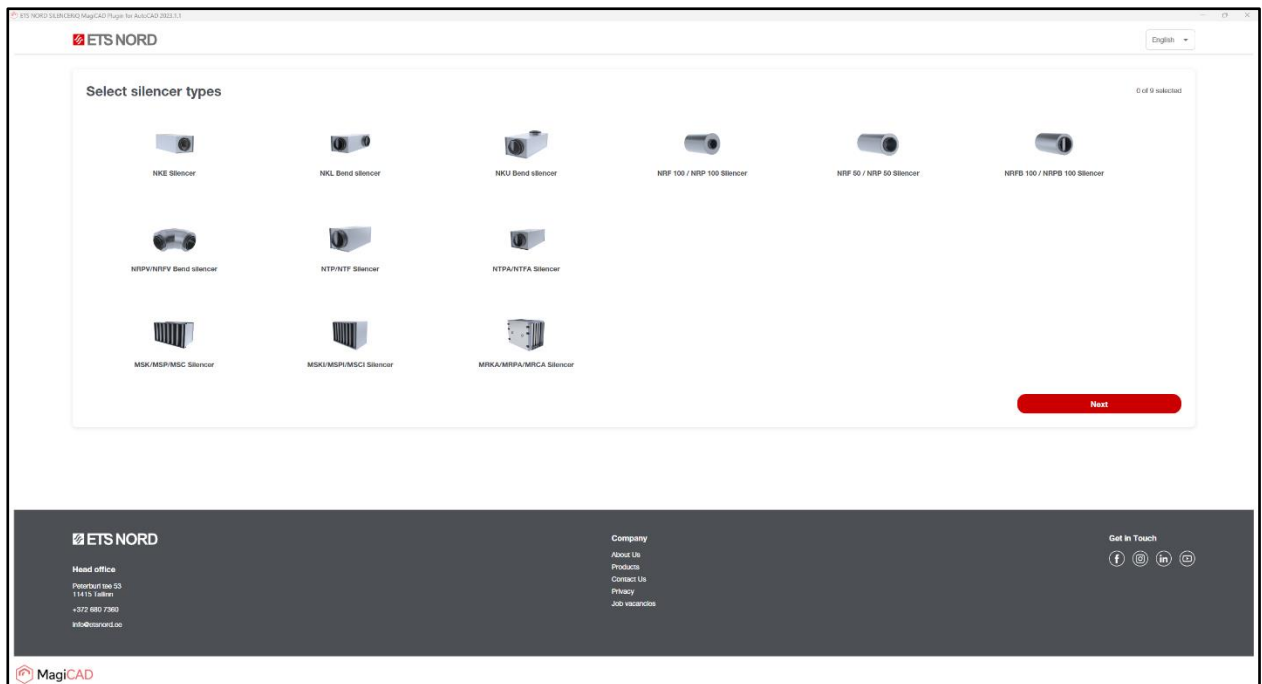 ETS NORD SILENCENQ MagiCAD Plugin for AutoCAD 2023.1.1
ETS NORD
English
Select silencer types
0 of 9 selected
NKE Silencer
NKL Bend silencer
NKU Bend silencer
NRF 100 / NRP 100 Silencer
NRF 50 / NRP 50 Silencer
NRFB 100 / NRPB 100 Silencer
NRPV/NRFV Bend silencer
NTP/NTF Silencer
NTPA/NTFA Silencer
MSK/MSP/MSC Silencer
MSKI/MSPI/MSCI Silencer
MRKA/MRPA/MRCA Silencer
Next
ETS NORD
Head office
Peterburi tee 53
11415 Tallinn
+372 680 7360
info@etsnord.ee
Company
About Us
Products
Contact Us
Privacy
Job vacancies
Get in Touch
MagiCAD